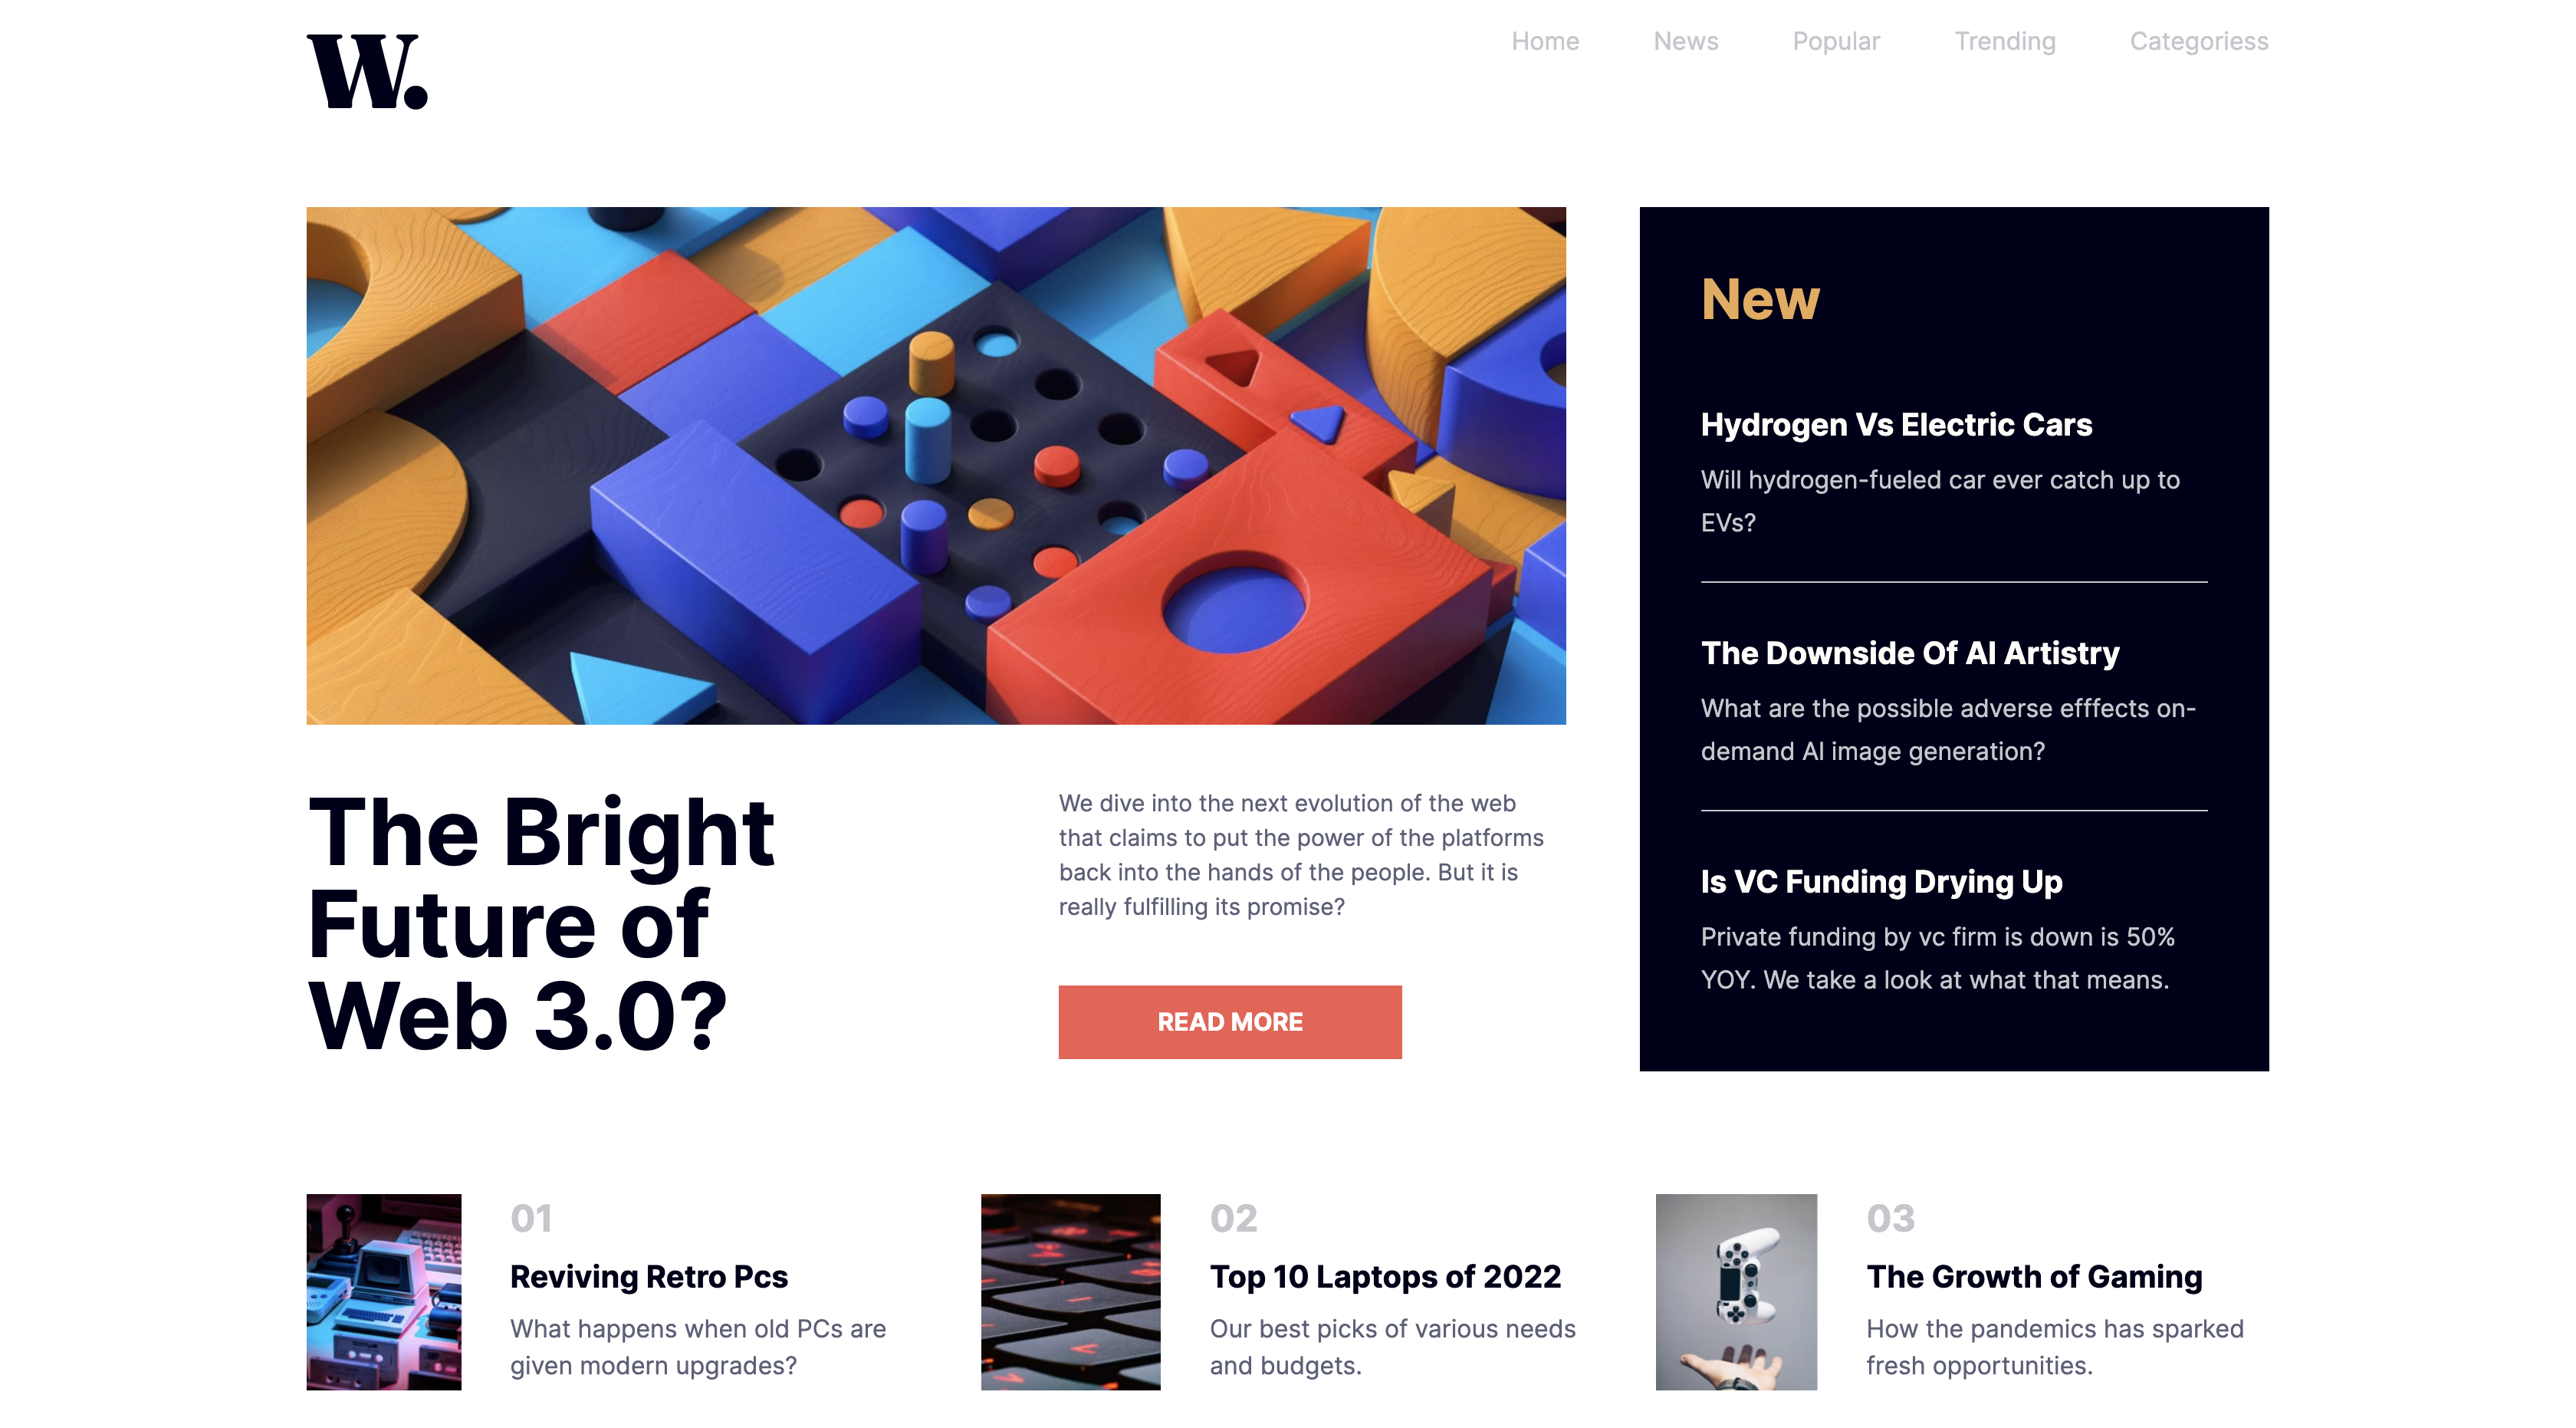 W.
Home
News
Popular
Trending
Categoriess
The Bright
Future of
Web 3.0?
We dive into the next evolution of the web
that claims to put the power of the platforms
back into the hands of the people. But it is
really fulfilling its promise?
READ MORE
New
Hydrogen Vs Electric Cars
Will hydrogen-fueled car ever catch up to
EVs?
The Downside Of AI Artistry
What are the possible adverse efffects on-
demand AI image generation?
Is VC Funding Drying Up
Private funding by vc firm is down is 50%
YOY. We take a look at what that means.
01
Reviving Retro Pcs
What happens when old PCs are
given modern upgrades?
02
Top 10 Laptops of 2022
Our best picks of various needs
and budgets.
03
The Growth of Gaming
How the pandemics has sparked
fresh opportunities.